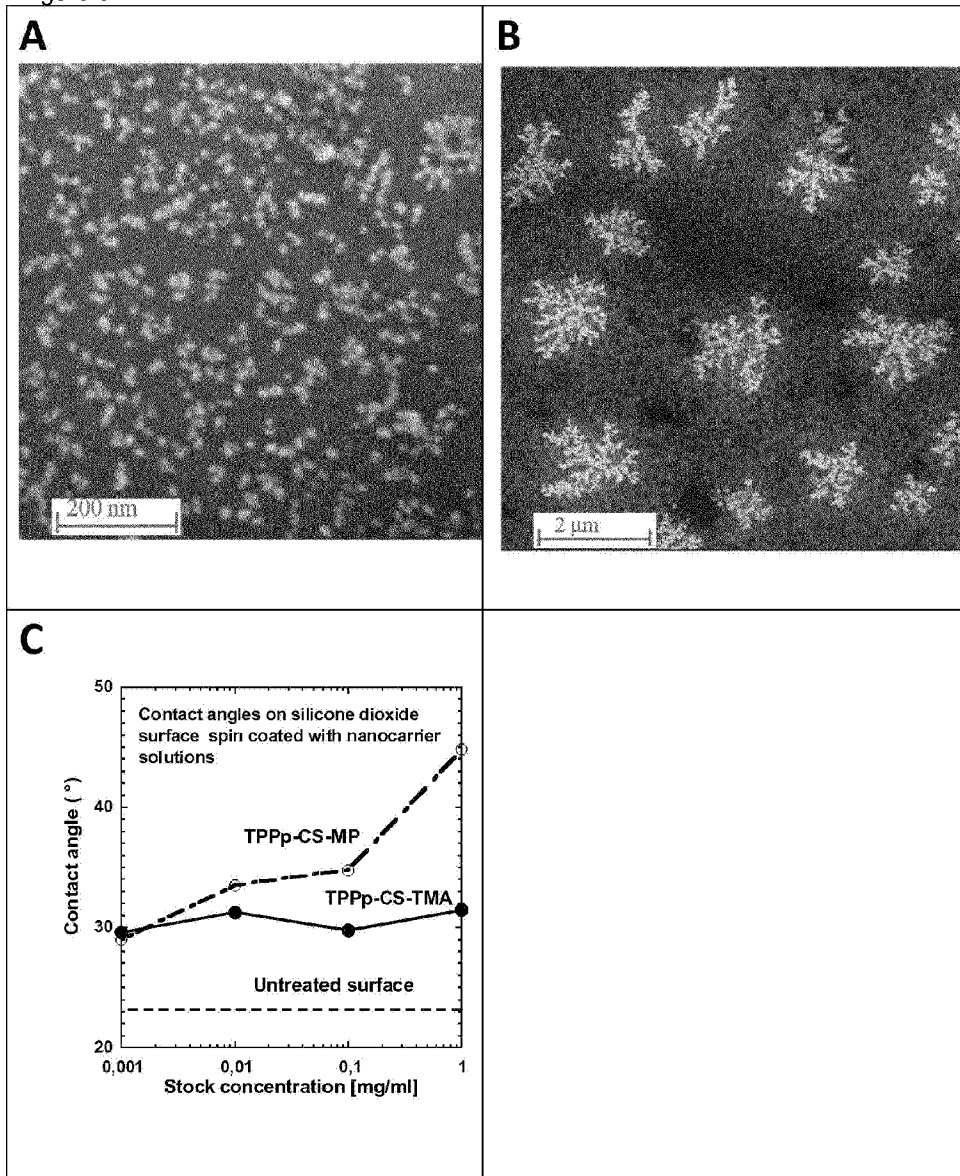 A
B
200 nm
2 µm
C
50
Contact angles on silicone dioxide
surface spin coated with nanocarrier
solutions
40
TPPp-CS-MP
Contact angle ( ° )
TPPp-CS-TMA
30
Untreated surface
20
0,001
0,01
0,1
1
Stock concentration [mg/ml]